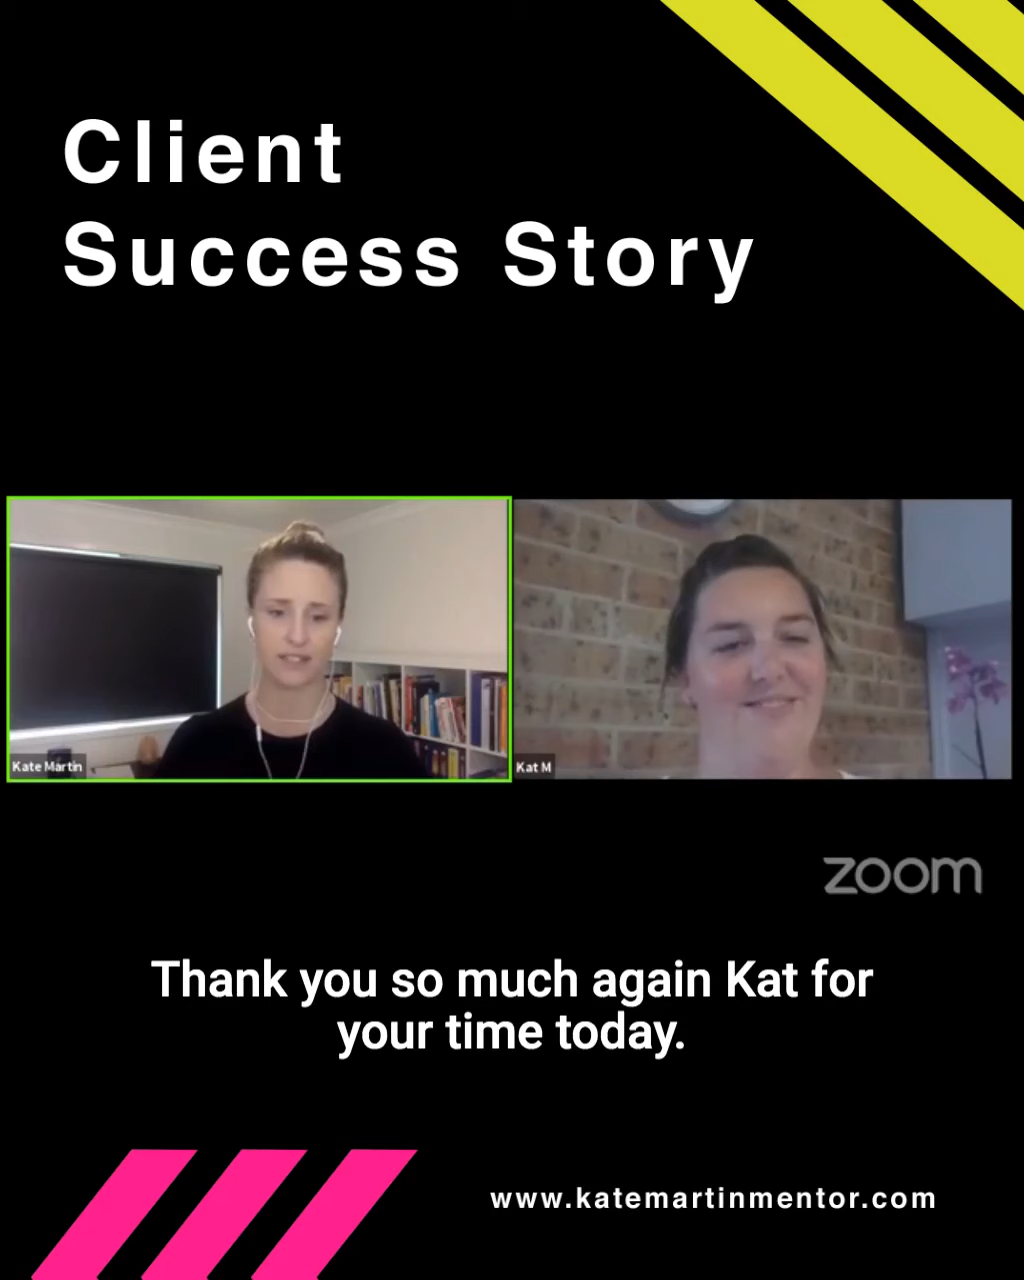 Client
Success Story
Kate Martin
Kat M
zoom
Thank you so much again Kat for
your time today.
www.katemartinmentor.com